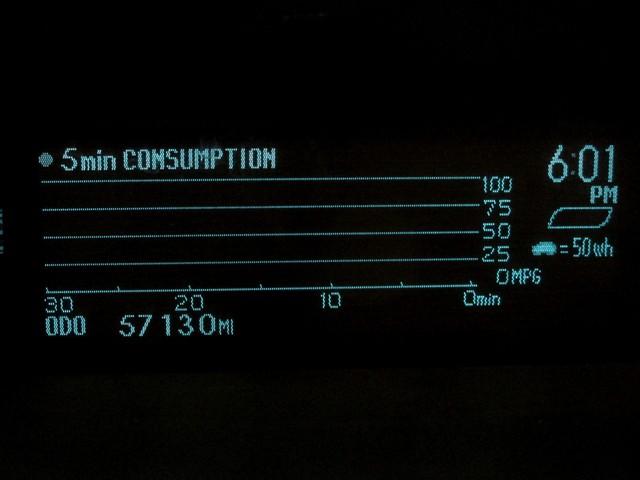 5min CONSUMPTION
6:01
PM
100
75
50
25
0MPG
=50wh
30 20 10 0min
ODO 57130MI